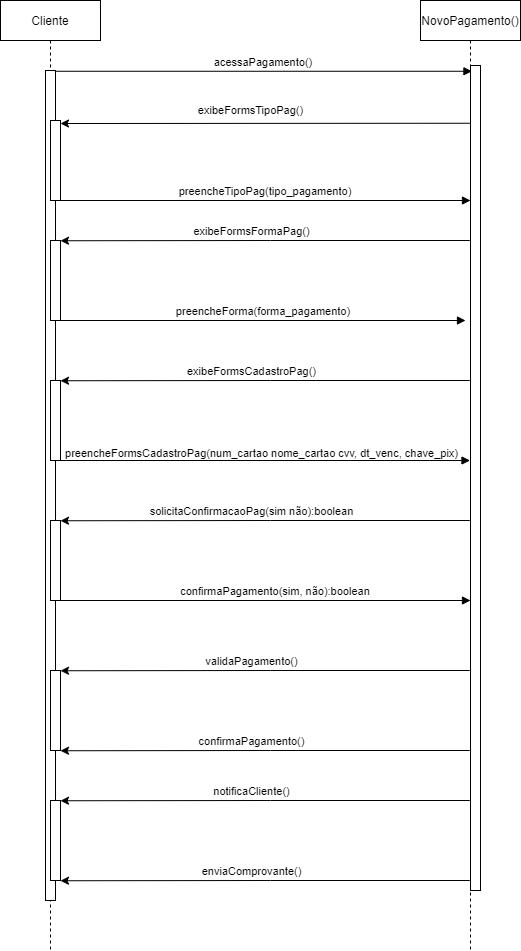 Cliente
NovoPagamento()
acessaPagamento()
exibeFormsTipoPag()
preencheTipoPag(tipo_pagamento)
exibeFormsFormaPag()
preencheForma(forma_pagamento)
exibeFormsCadastroPag()
preencheFormsCadastroPag(num_cartao nome_cartao cvv, dt_venc, chave_pix)
solicitaConfirmacaoPag(sim não):boolean
confirmaPagamento(sim, não):boolean
validaPagamento()
confirmaPagamento()
notificaCliente()
enviaComprovante()